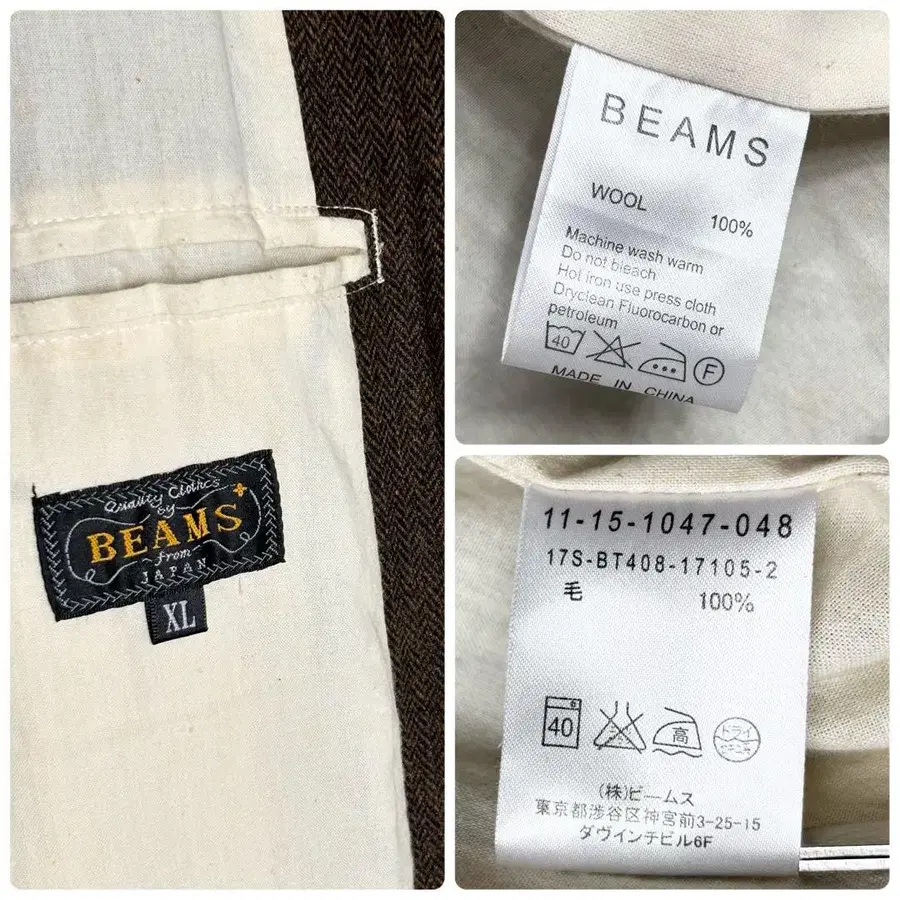 Quality Clothes
by
BEAMS+
from
JAPAN
XL
BEAMS
WOOL 100%
Machine wash warm
Do not bleach
Hot iron use press cloth
Dryclean Fluorocarbon or
petroleum
40 F
MADE IN CHINA
11-15-1047-048
17S-BT408-17105-2
毛 100%
40 高 ドライ
(株)ビームス
東京都渋谷区神宮前3-25-15
ダヴインチビル6F